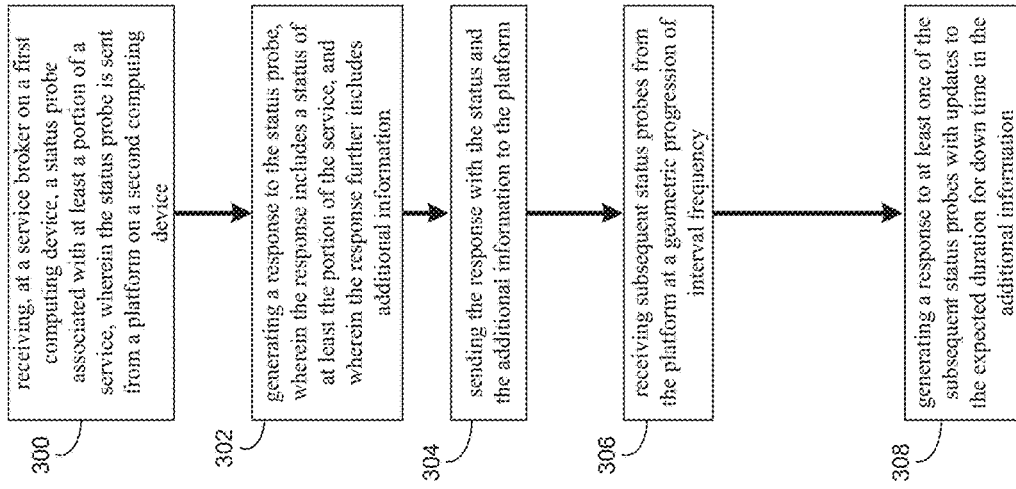 300
receiving, at a service broker on a first
computing device, a status probe
associated with at least a portion of a
service, wherein the status probe is sent
from a platform on a second computing
device
302
generating a response to the status probe,
wherein the response includes a status of
at least the portion of the service, and
wherein the response further includes
additional information
304
sending the response with the status and
the additional information to the platform
306
receiving subsequent status probes from
the platform at a geometric progression of
interval frequency
308
generating a response to at least one of the
subsequent status probes with updates to
the expected duration for down time in the
additional information